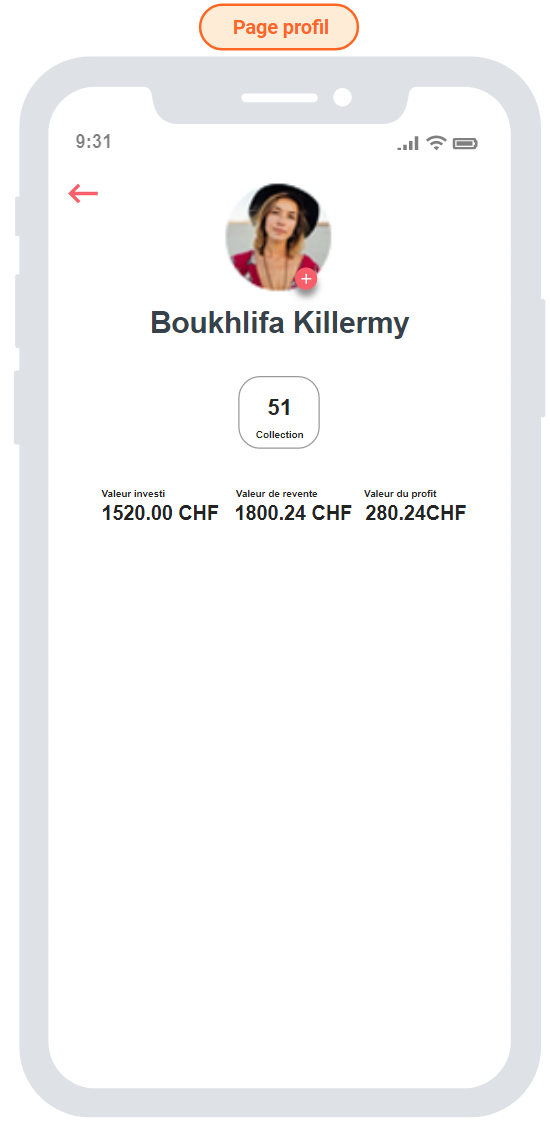 Page profil
9:31
Boukhlifa Killermy
51
Collection
Valeur investi Valeur de revente Valeur du profit
1520.00 CHF 1800.24 CHF 280.24CHF